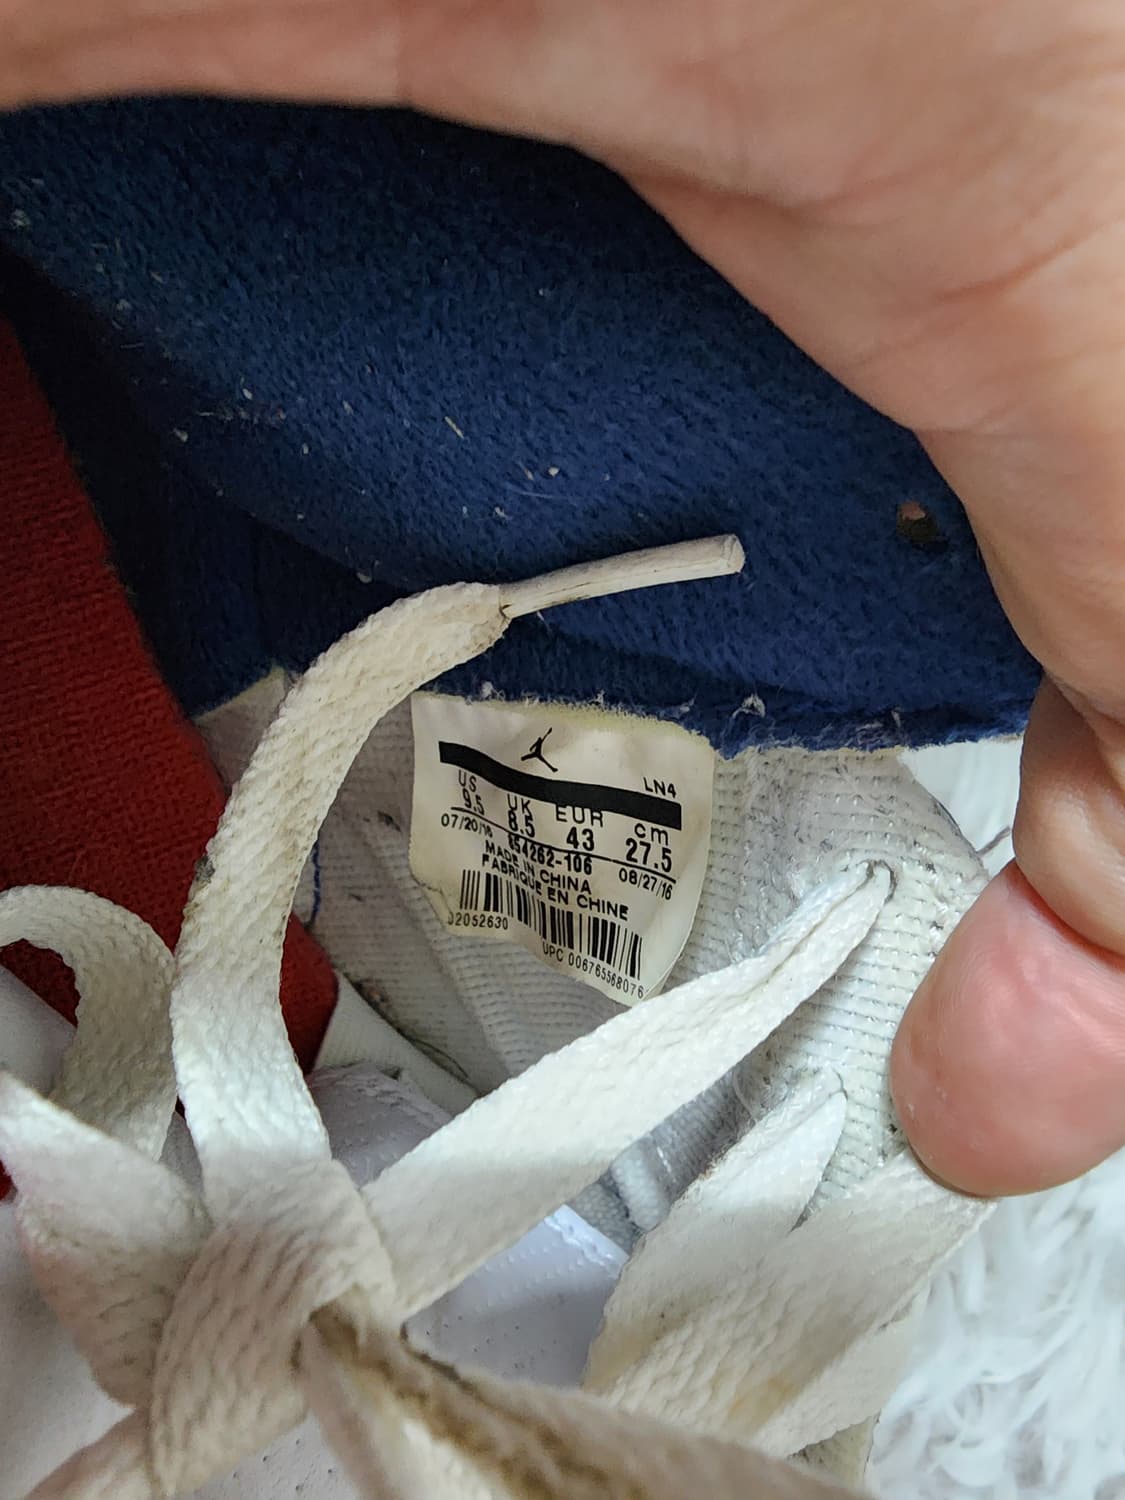 LN4
US UK EUR cm
9.5 8.5 43 27.5
07/20/16 854262-106 08/27/16
MADE IN CHINA
FABRIQUE EN CHINE
02052630
UPC 006765568076